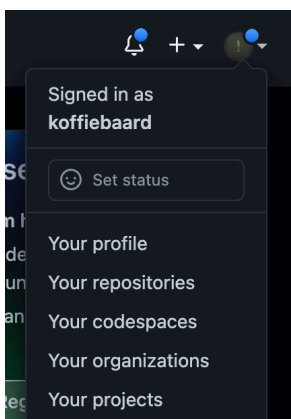 Signed in as
koffiebaard
Set status
Your profile
Your repositories
Your codespaces
Your organizations
Your projects